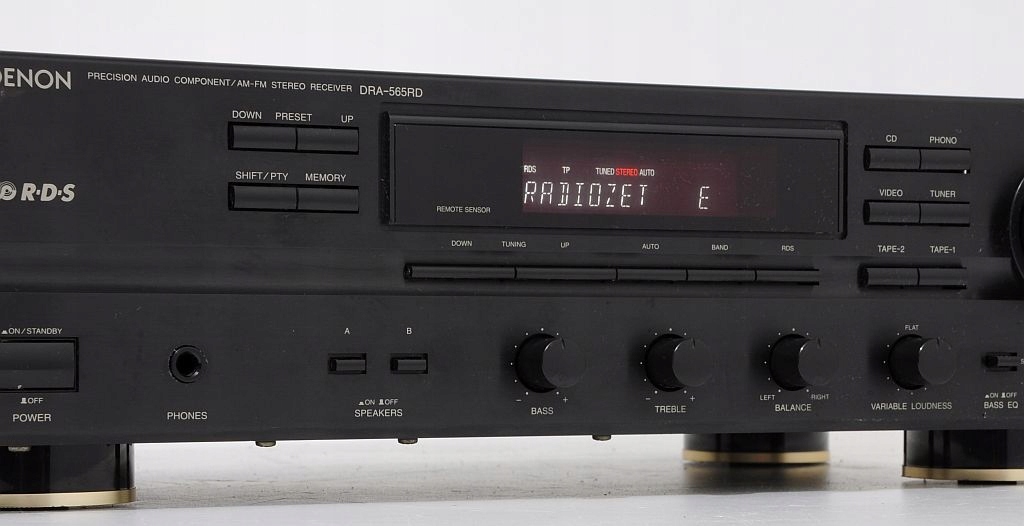 DENON PRECISION AUDIO COMPONENT/AM-FM STEREO RECEIVER DRA-565RD
DOWN PRESET UP
SHIFT/PTY MEMORY
R·D·S
RDS TP TUNED STEREO AUTO
RADIOZET E
REMOTE SENSOR
DOWN TUNING UP AUTO BAND RDS
CD PHONO
VIDEO TUNER
TAPE-2 TAPE-1
ON/STANDBY
OFF
POWER
PHONES
A B
ON OFF
SPEAKERS
- +
BASS
- +
TREBLE
LEFT RIGHT
BALANCE
FLAT
VARIABLE LOUDNESS
ON OFF
BASS EQ